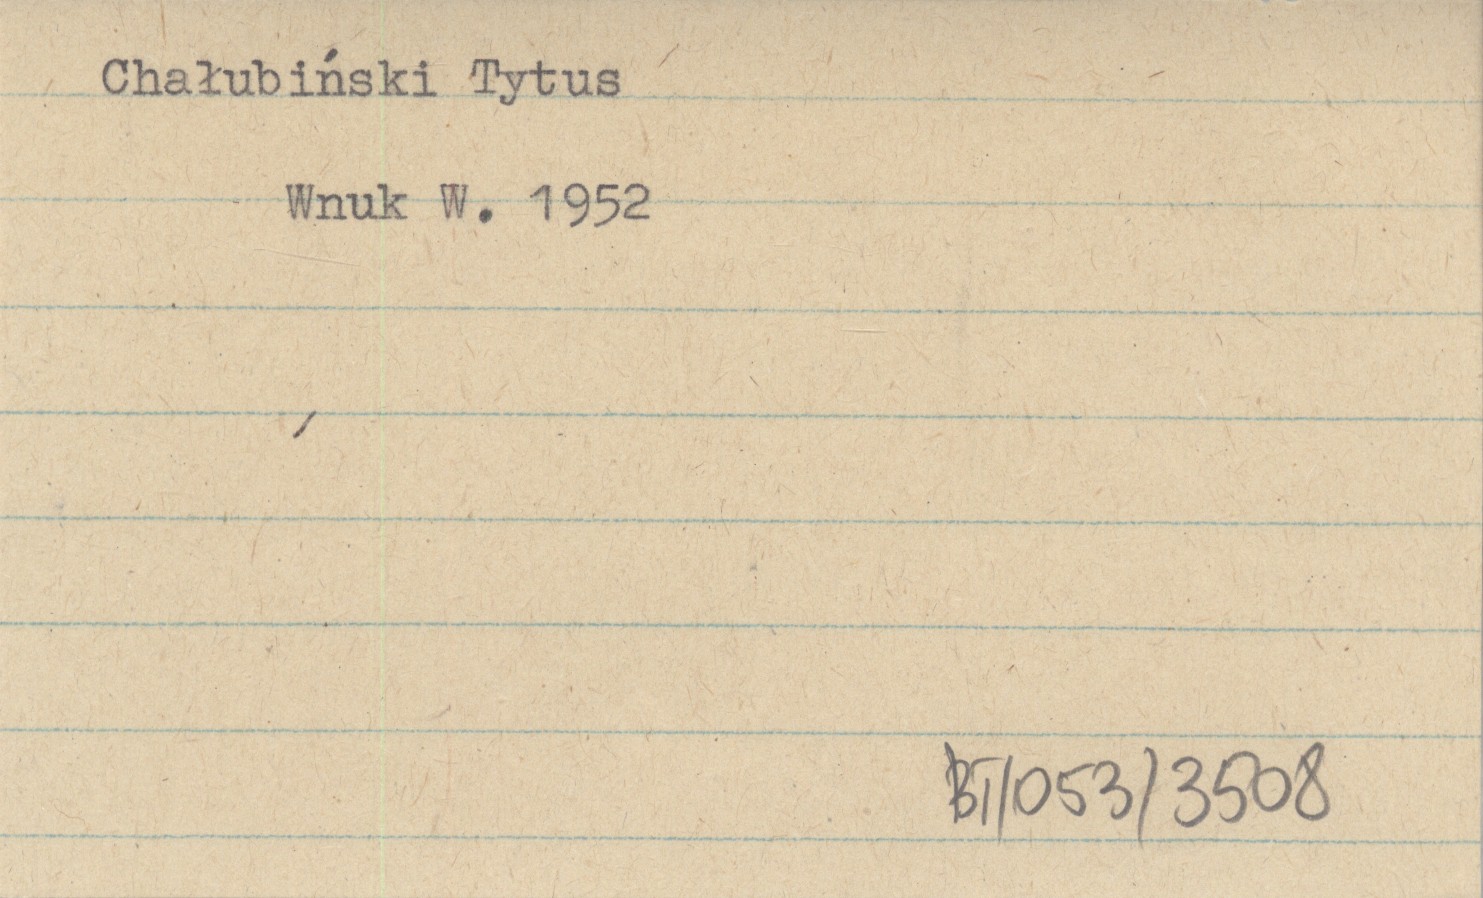 Chałubiński Tytus
Wnuk W. 1952
BT/053/3508